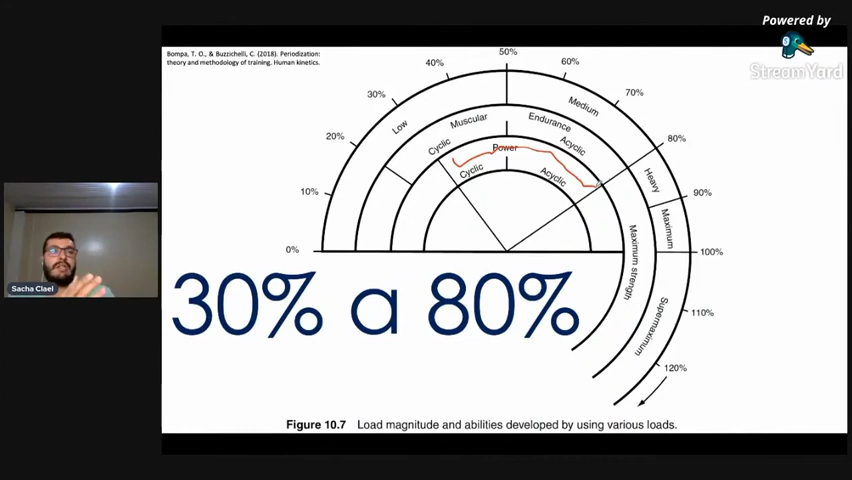 Powered by
StreamYard
Bompa, T. O., & Buzzichelli, C. (2018). Periodization:
theory and methodology of training. Human kinetics.
0%
10%
20%
30%
40%
50%
60%
70%
80%
90%
100%
110%
120%
Low
Medium
Heavy
Maximum
Supermaximum
Muscular
Endurance
Cyclic
Acyclic
Maximum strength
Power
Cyclic
Acyclic
Sacha Clael
30% a 80%
Figure 10.7 Load magnitude and abilities developed by using various loads.